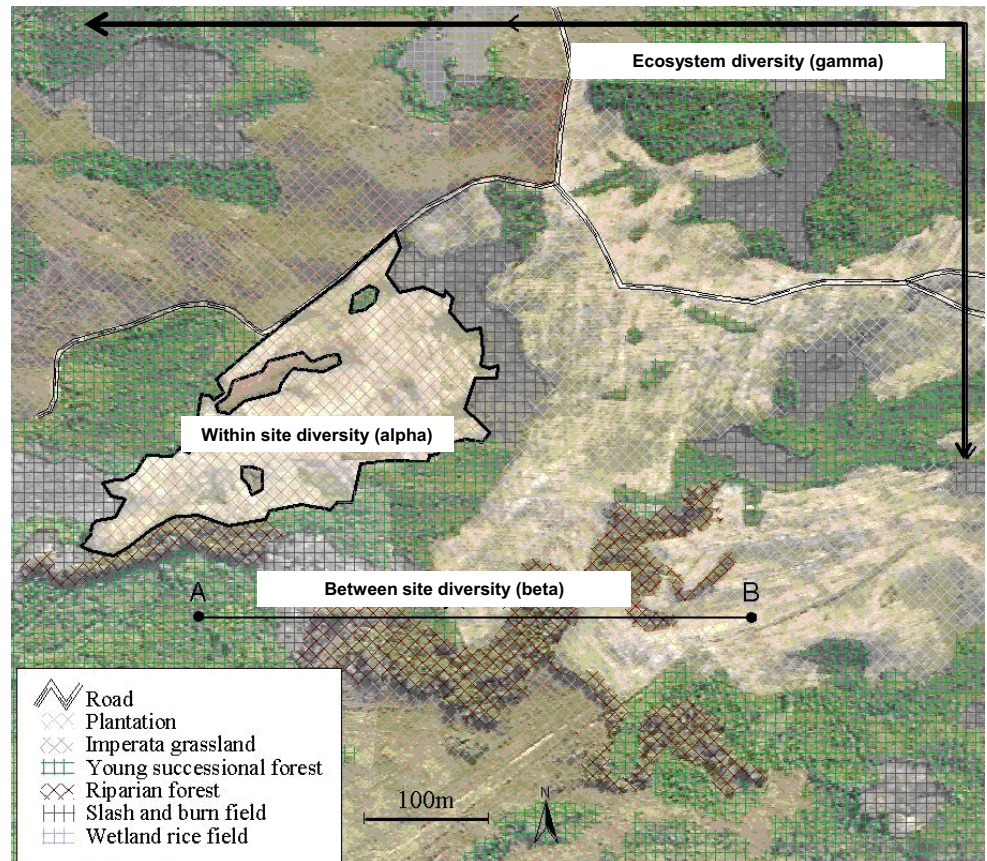 Ecosystem diversity (gamma)
Within site diversity (alpha)
Between site diversity (beta)
A
B
Road
Plantation
Imperata grassland
Young successional forest
Riparian forest
Slash and burn field
Wetland rice field
100m
N